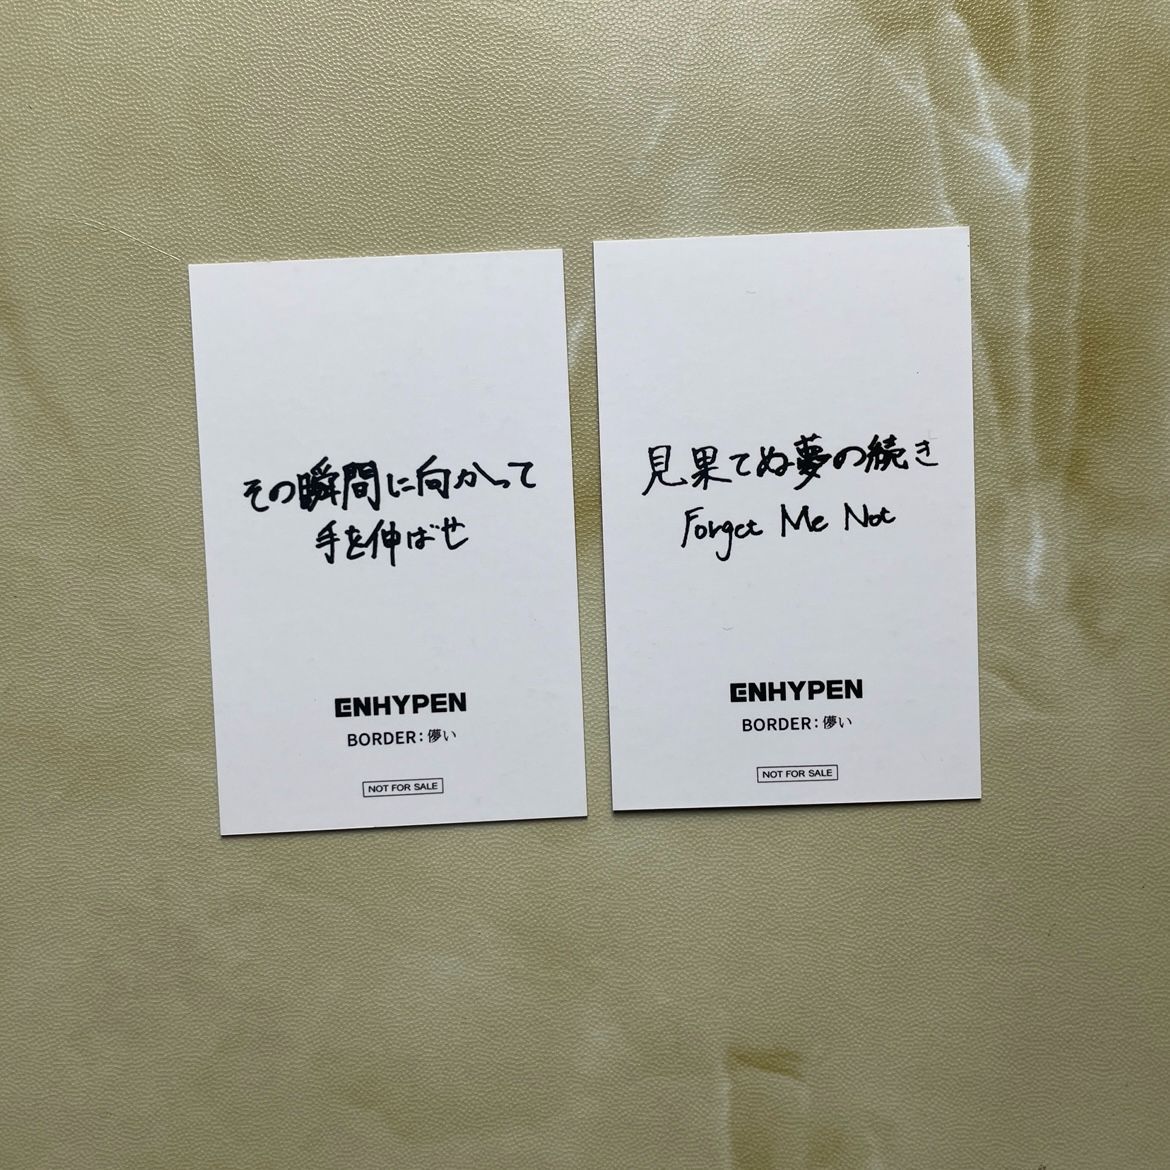 その瞬間に向かって
手を伸ばせ
ENHYPEN
BORDER: 儚い
NOT FOR SALE
見果てぬ夢の続き
Forget Me Not
ENHYPEN
BORDER: 儚い
NOT FOR SALE